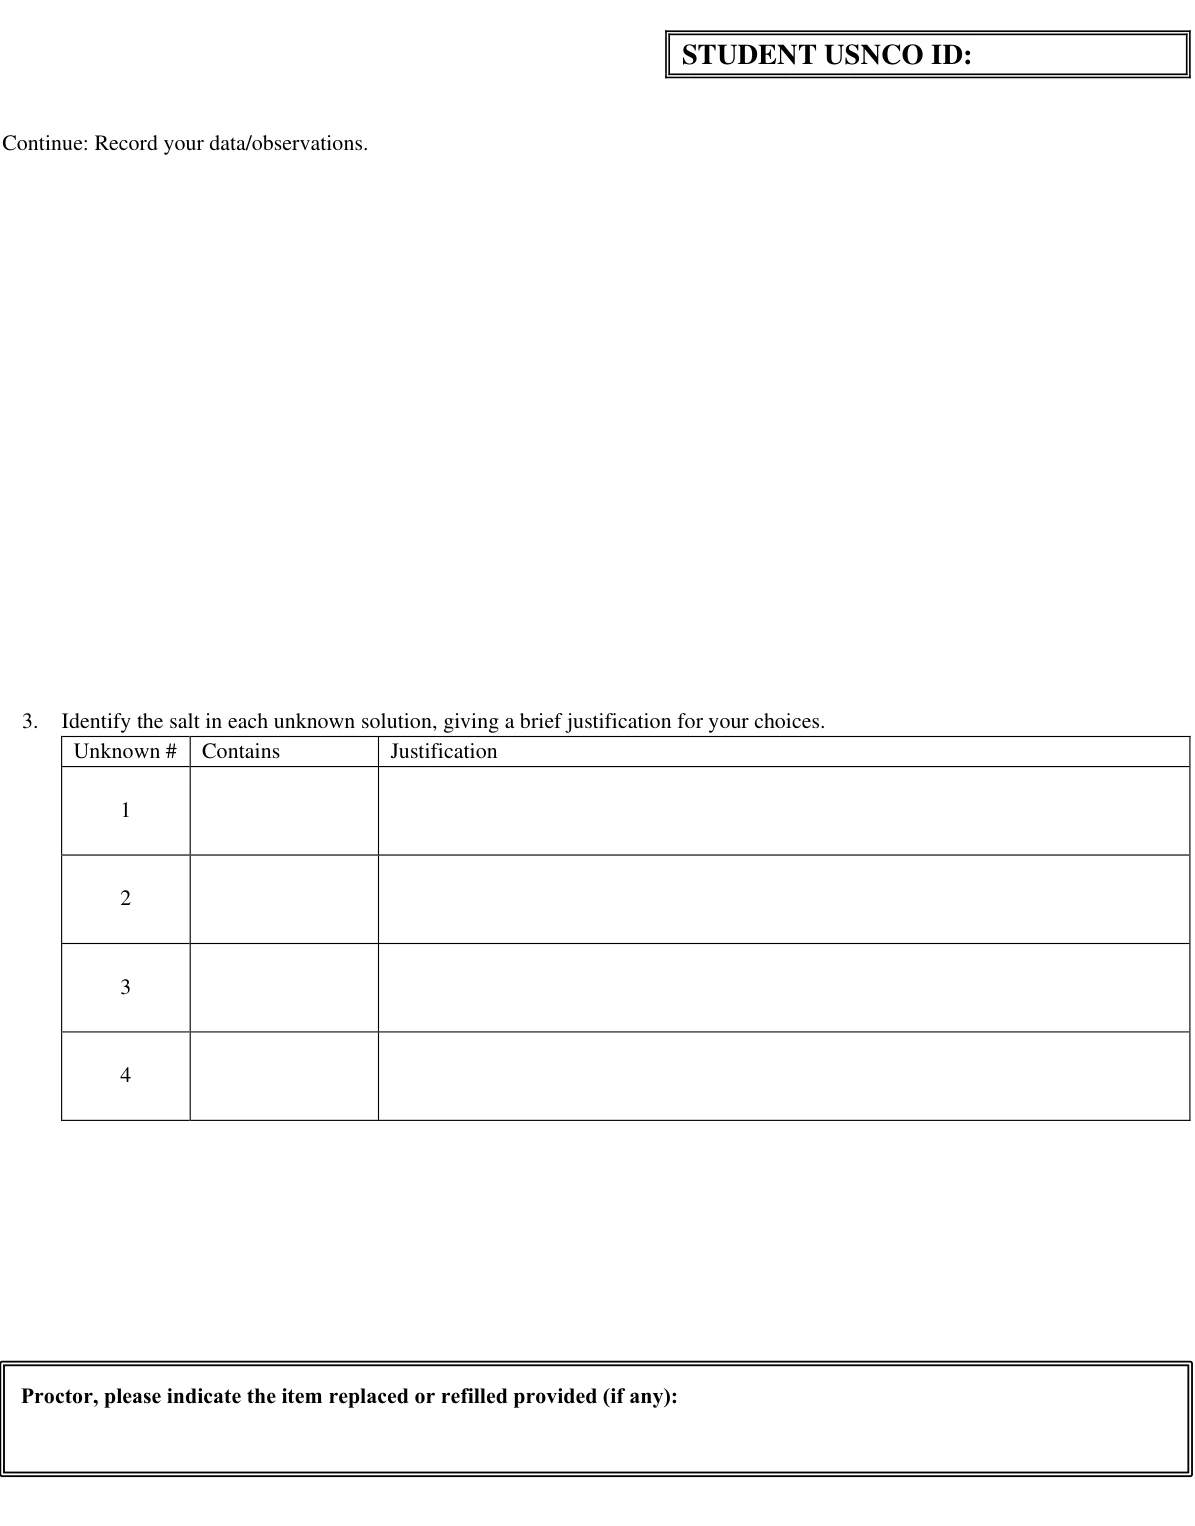 STUDENT USNCO ID:
Continue: Record your data/observations.
3. Identify the salt in each unknown solution, giving a brief justification for your choices.
Unknown # Contains Justification
1
2
3
4
Proctor, please indicate the item replaced or refilled provided (if any):